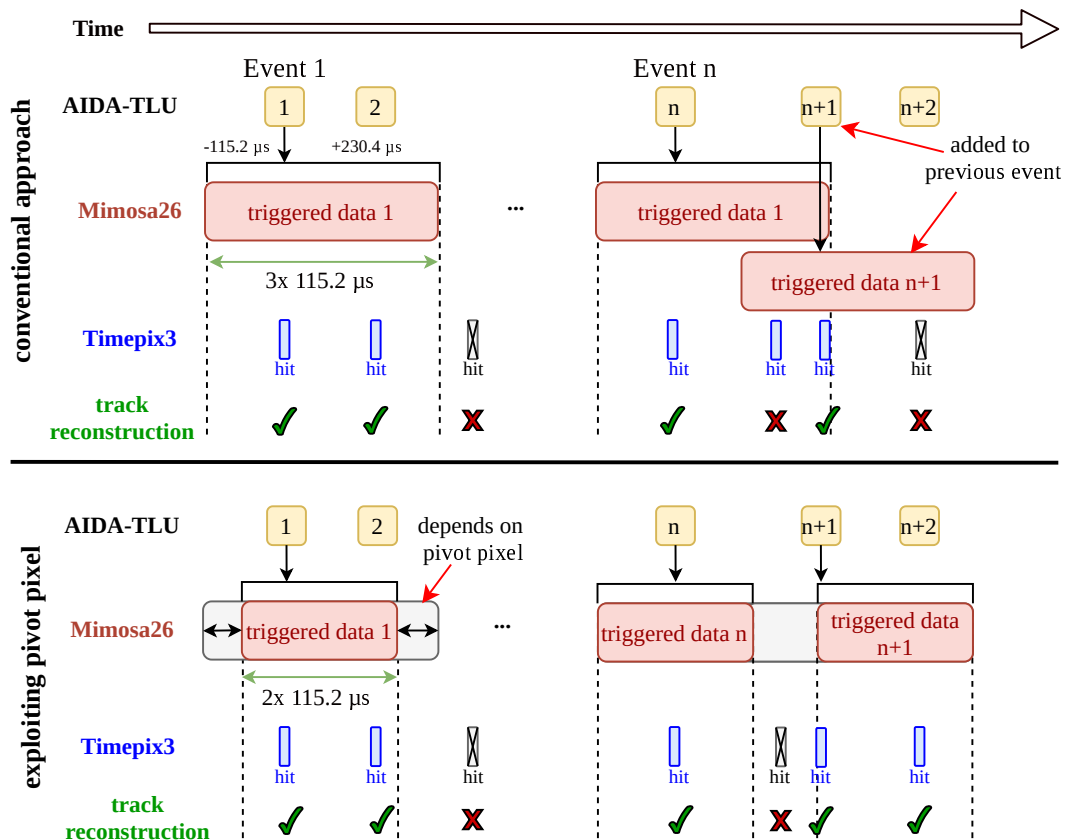 Time
Event 1
Event n
conventional approach
AIDA-TLU
1
2
n
n+1
n+2
-115.2 µs
+230.4 µs
added to
previous event
Mimosa26
triggered data 1
...
triggered data 1
3x 115.2 µs
triggered data n+1
Timepix3
hit
hit
hit
hit
hit
hit
hit
track
reconstruction
exploiting pivot pixel
AIDA-TLU
1
2
n
n+1
n+2
depends on
pivot pixel
Mimosa26
triggered data 1
...
triggered data n
triggered data
n+1
2x 115.2 µs
Timepix3
hit
hit
hit
hit
hit
hit
hit
track
reconstruction